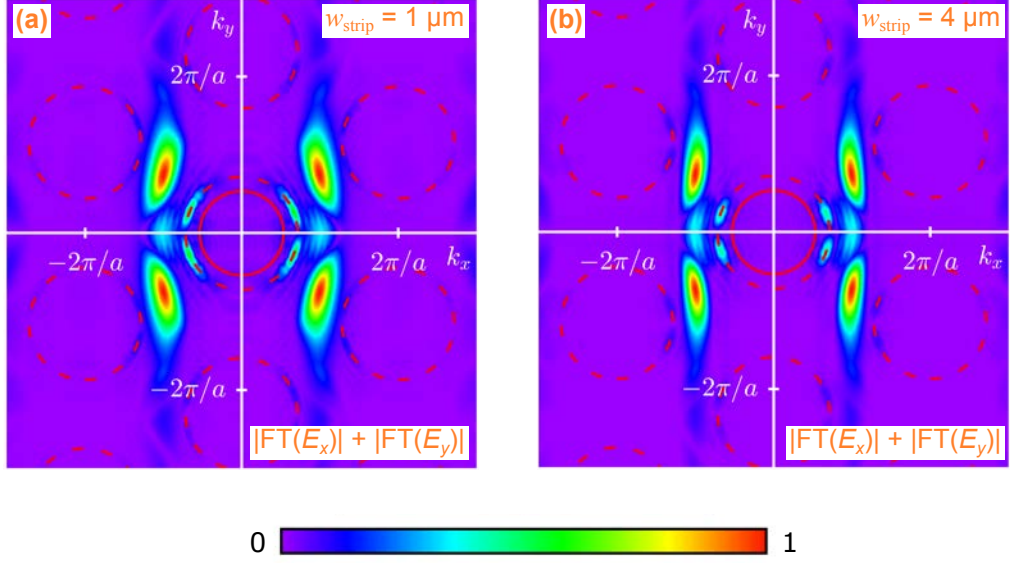 (a)
w_strip = 1 μm
k_y
2π/a
−2π/a
2π/a
k_x
−2π/a
|FT(E_x)| + |FT(E_y)|
(b)
w_strip = 4 μm
k_y
2π/a
−2π/a
2π/a
k_x
−2π/a
|FT(E_x)| + |FT(E_y)|
0
1